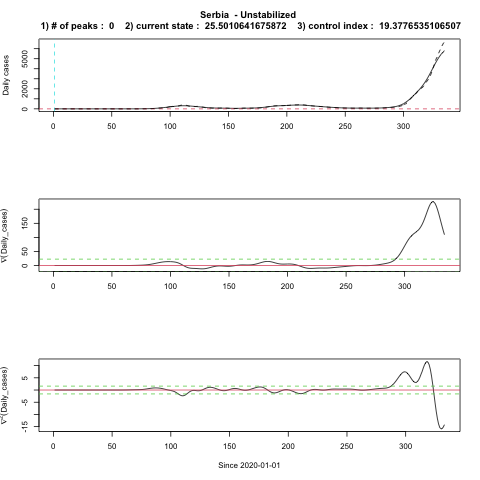 Serbia - Unstabilized
1) # of peaks : 0 2) current state : 25.5010641675872 3) control index : 19.3776535106507
Daily cases
0 2000 5000
0 50 100 150 200 250 300
∇(Daily_cases)
0 50 150
0 50 100 150 200 250 300
∇²(Daily_cases)
-15 -5 5
0 50 100 150 200 250 300
Since 2020-01-01